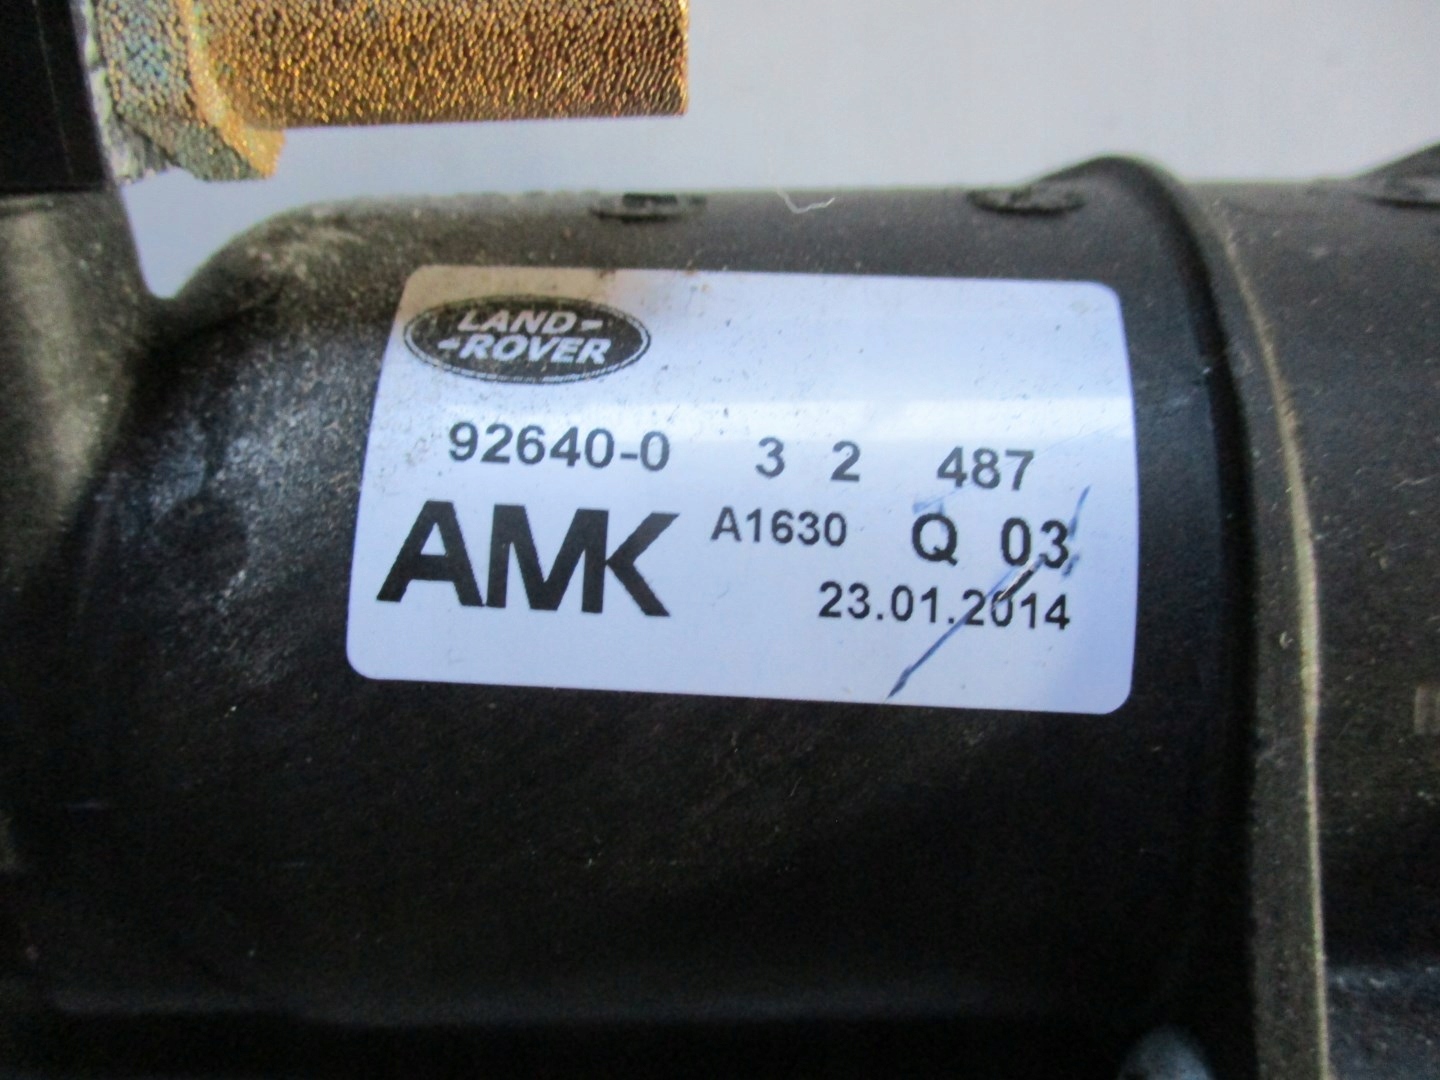 LAND-
-ROVER
92640-0 3 2 487
AMK A1630 Q 03
23.01.2014